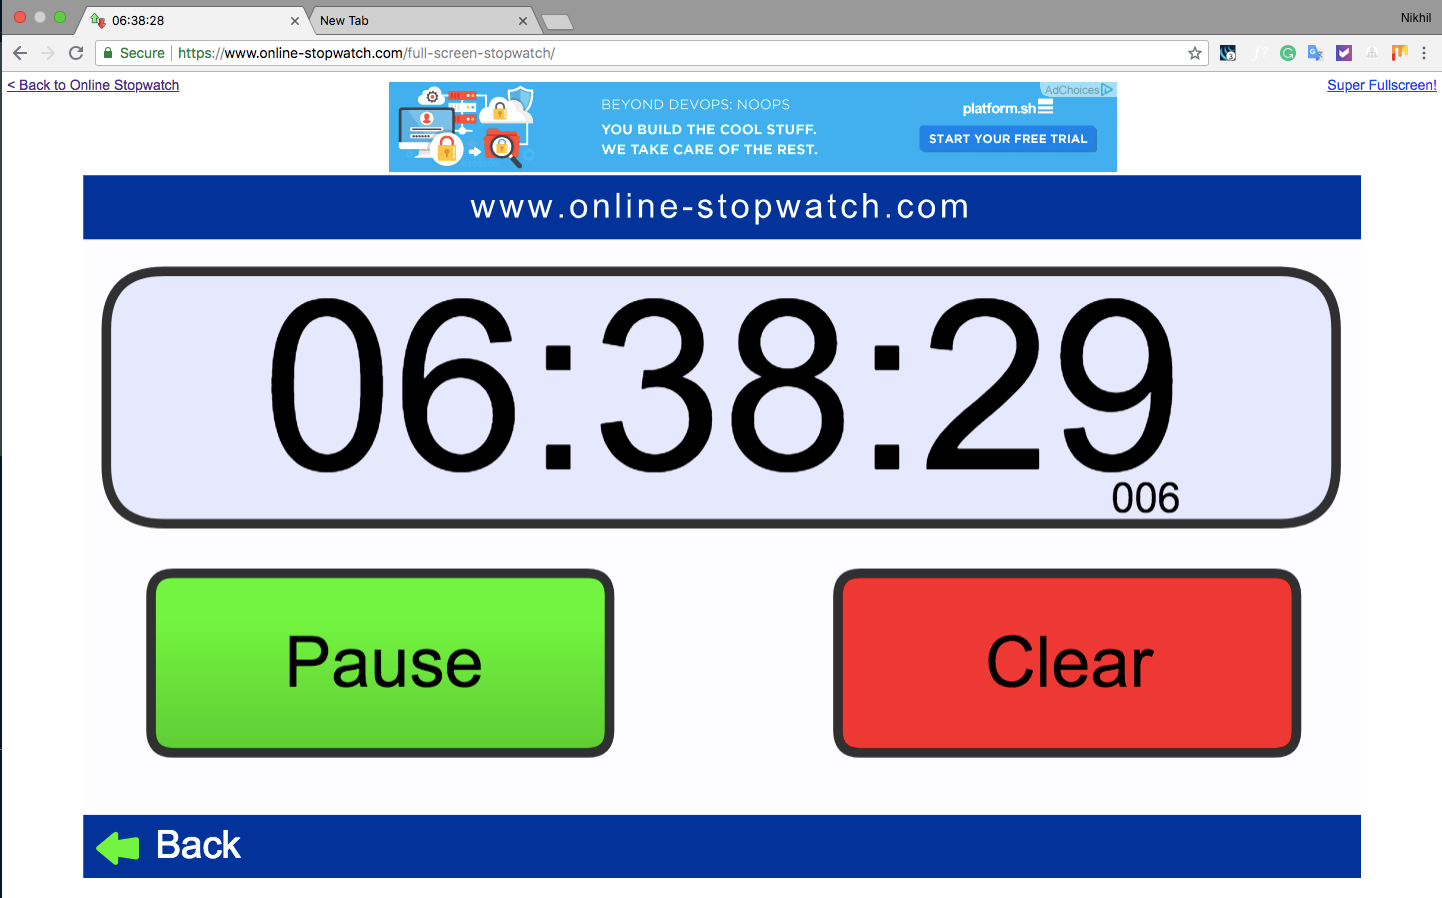 06:38:28
New Tab
Nikhil
Secure https://www.online-stopwatch.com/full-screen-stopwatch/
< Back to Online Stopwatch
Super Fullscreen!
AdChoices
BEYOND DEVOPS: NOOPS
YOU BUILD THE COOL STUFF.
WE TAKE CARE OF THE REST.
platform.sh
START YOUR FREE TRIAL
www.online-stopwatch.com
06:38:29
006
Pause
Clear
Back